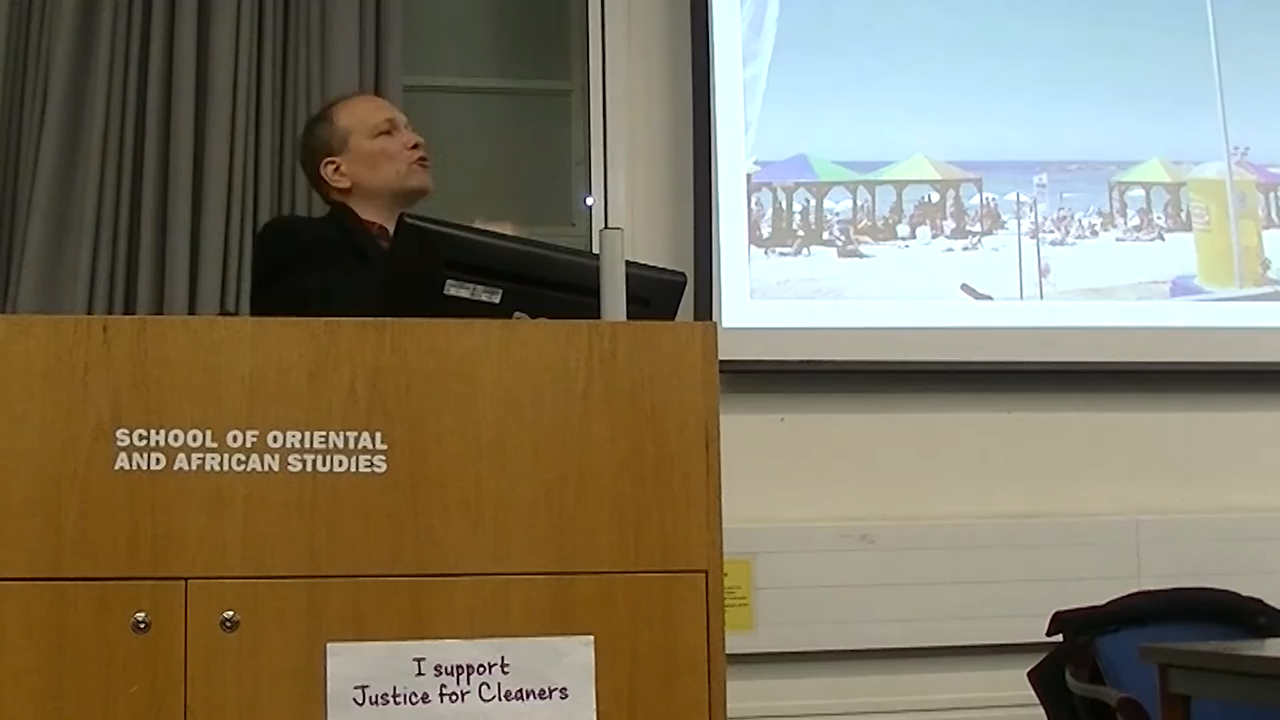 SCHOOL OF ORIENTAL
AND AFRICAN STUDIES
I support
Justice for Cleaners